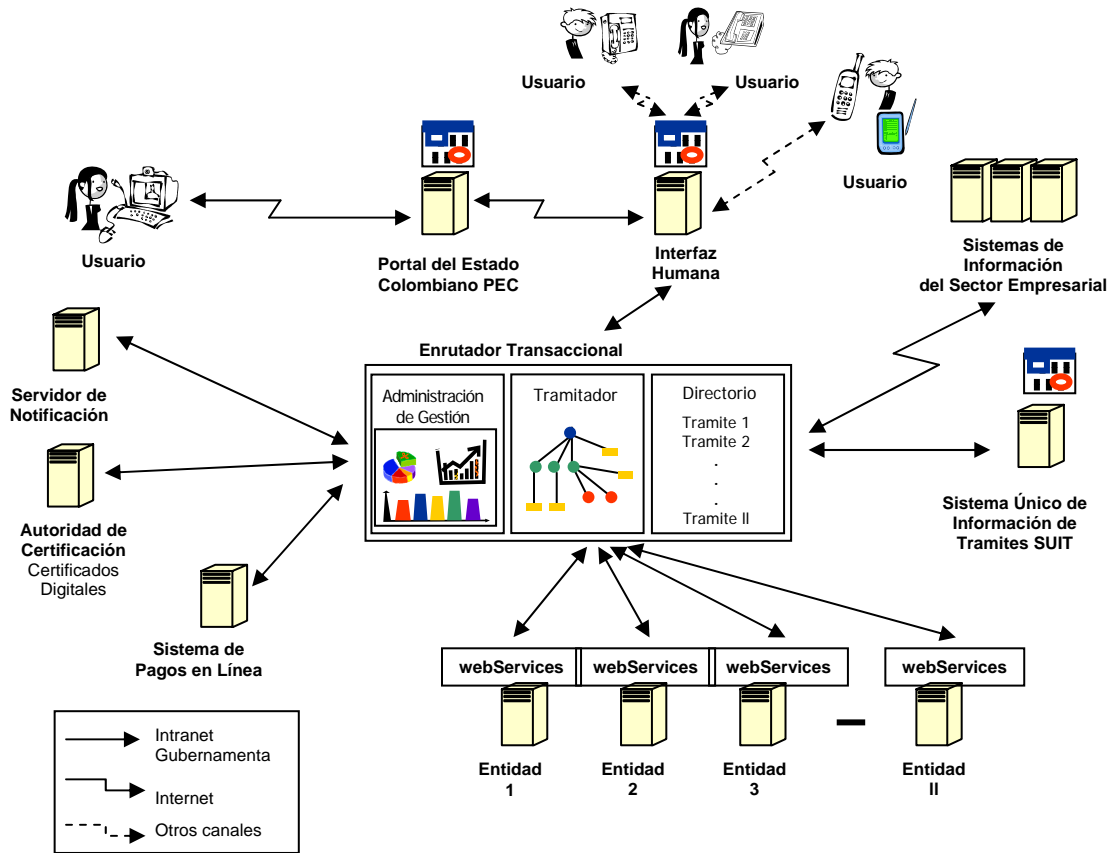 Usuario
Usuario
Usuario
Usuario
Portal del Estado
Colombiano PEC
Interfaz
Humana
Sistemas de
Información
del Sector Empresarial
Servidor de
Notificación
Enrutador Transaccional
Administración
de Gestión
Tramitador
Directorio
Tramite 1
Tramite 2
.
.
.
Tramite II
Autoridad de
Certificación
Certificados
Digitales
Sistema Único de
Información de
Tramites SUIT
Sistema de
Pagos en Línea
webServices
webServices
webServices
webServices
Entidad
1
Entidad
2
Entidad
3
Entidad
II
Intranet
Gubernamenta
Internet
Otros canales